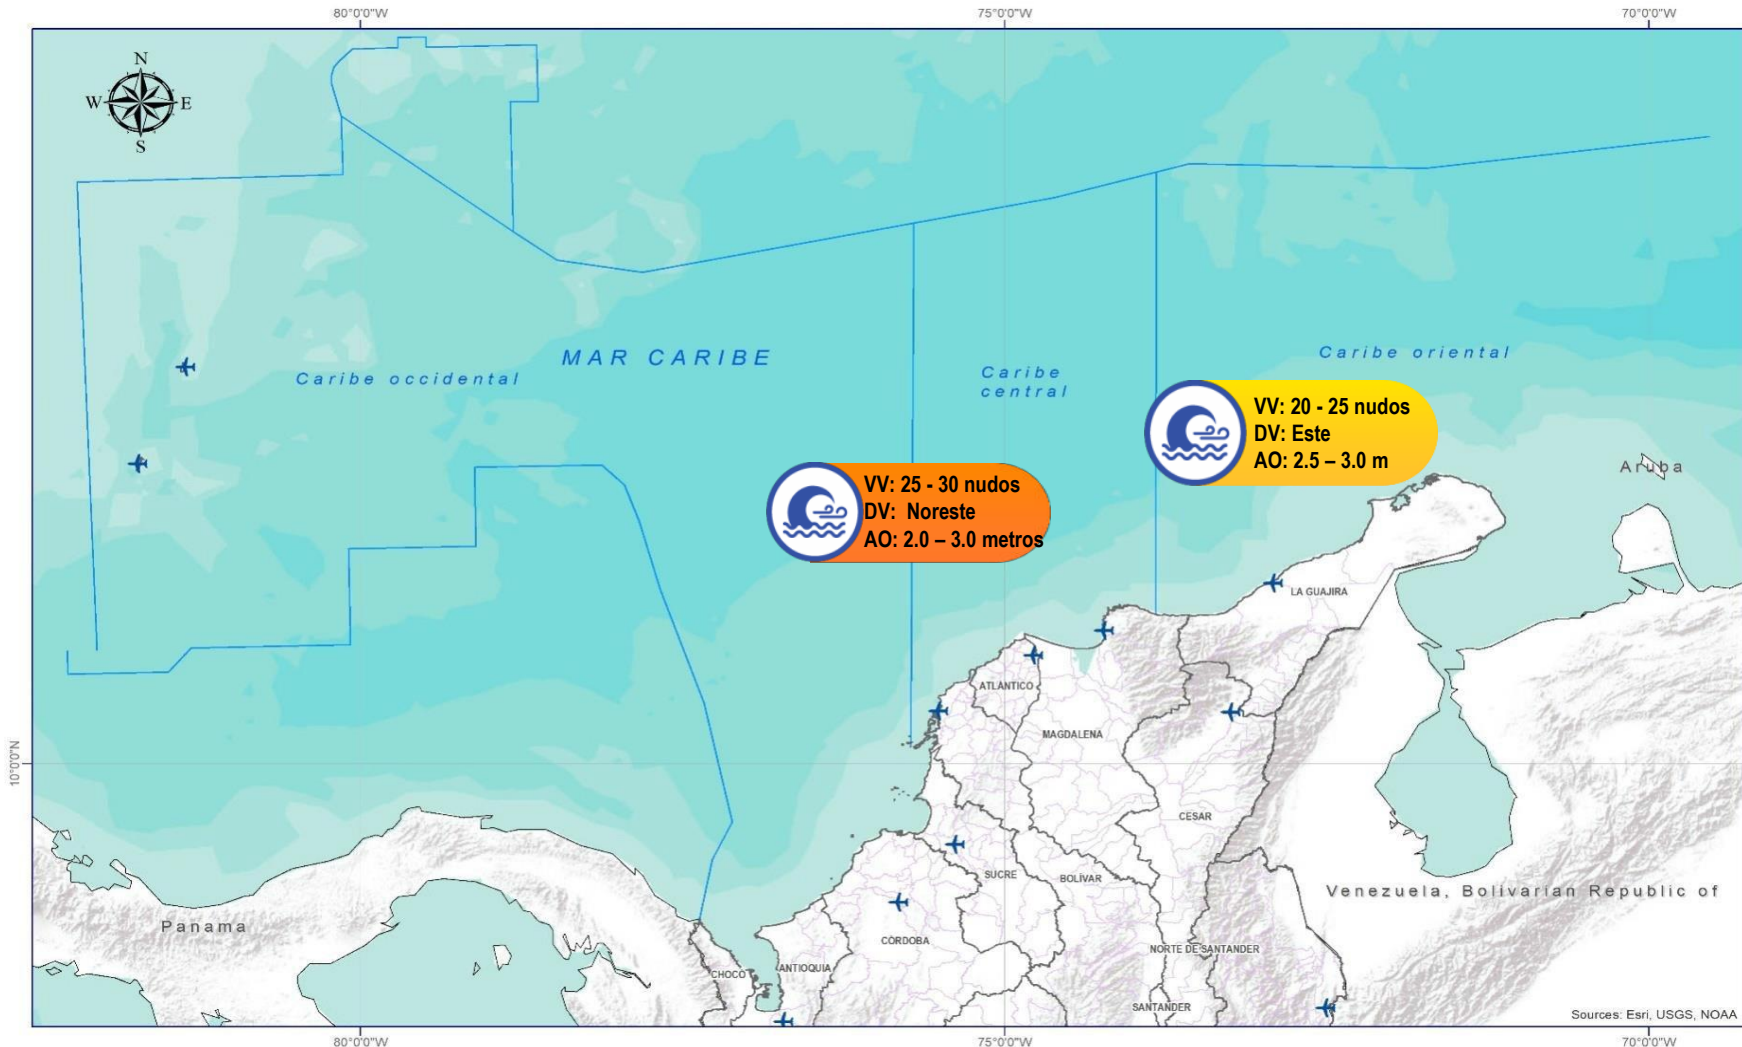 80°0'0"W
75°0'0"W
70°0'0"W
N
W
E
S
MAR CARIBE
Caribe occidental
Caribe
central
Caribe oriental
VV: 20 - 25 nudos
DV: Este
AO: 2.5 – 3.0 m
VV: 25 - 30 nudos
DV: Noreste
AO: 2.0 – 3.0 metros
Aruba
LA GUAJIRA
ATLÁNTICO
MAGDALENA
10°0'0"N
CESAR
SUCRE
BOLÍVAR
Venezuela, Bolivarian Republic of
Panama
CÓRDOBA
NORTE DE SANTANDER
CHOCO
ANTIOQUIA
SANTANDER
Sources: Esri, USGS, NOAA
80°0'0"W
75°0'0"W
70°0'0"W